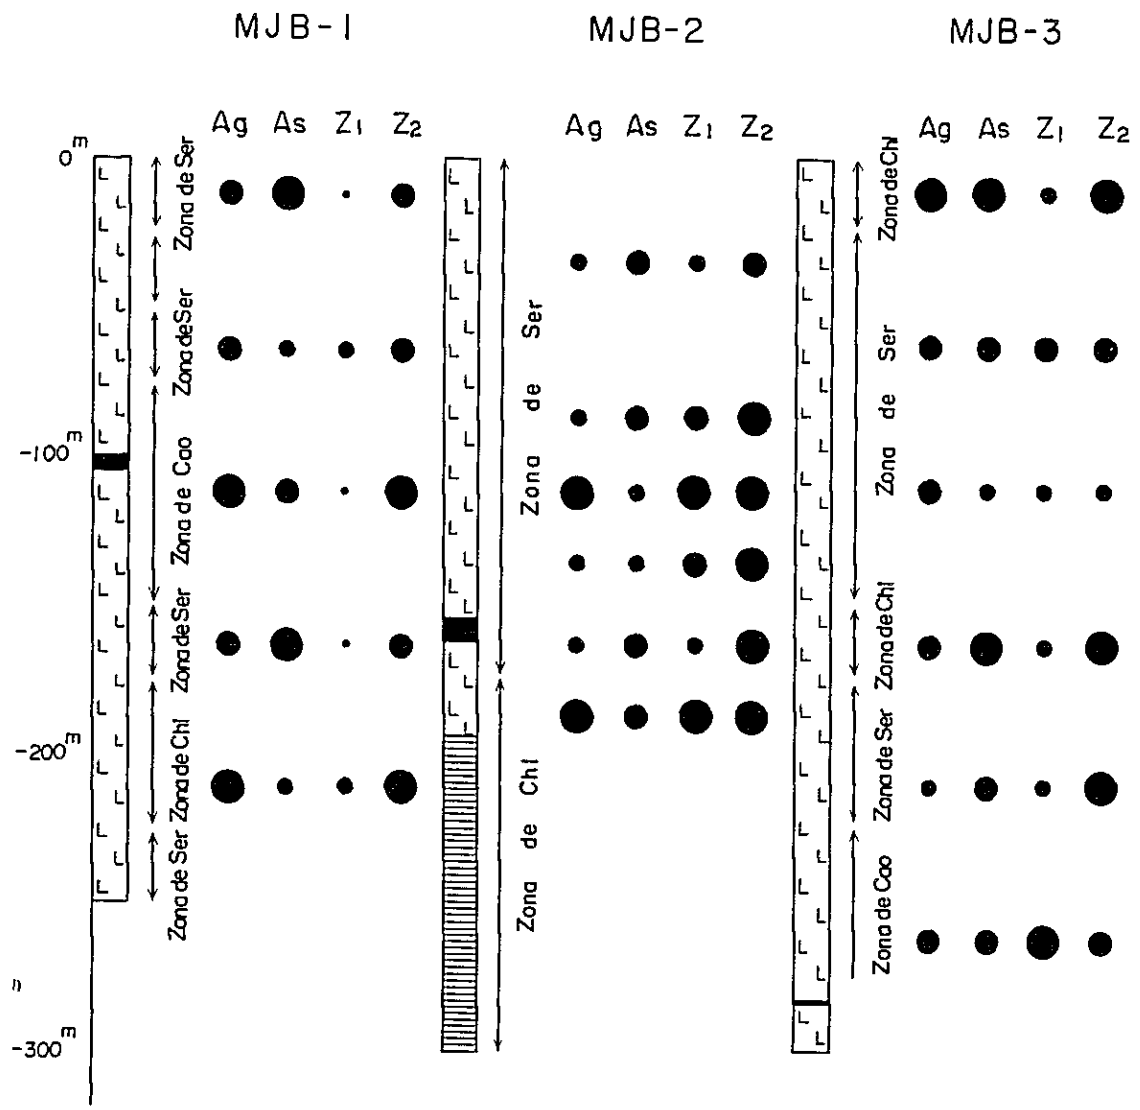 MJB-1 MJB-2 MJB-3
Ag As Z1 Z2
Ag As Z1 Z2
Ag As Z1 Z2
0m
-100m
-200m
-300m
Zona de Ser
Zona de Ser
Zona de Cao
Zona de Ser
Zona de Chl
Zona de Ser
Zona de Ser
Zona de Chl
Zona de Chl
Zona de Ser
Zona de Chl
Zona de Ser
Zona de Cao